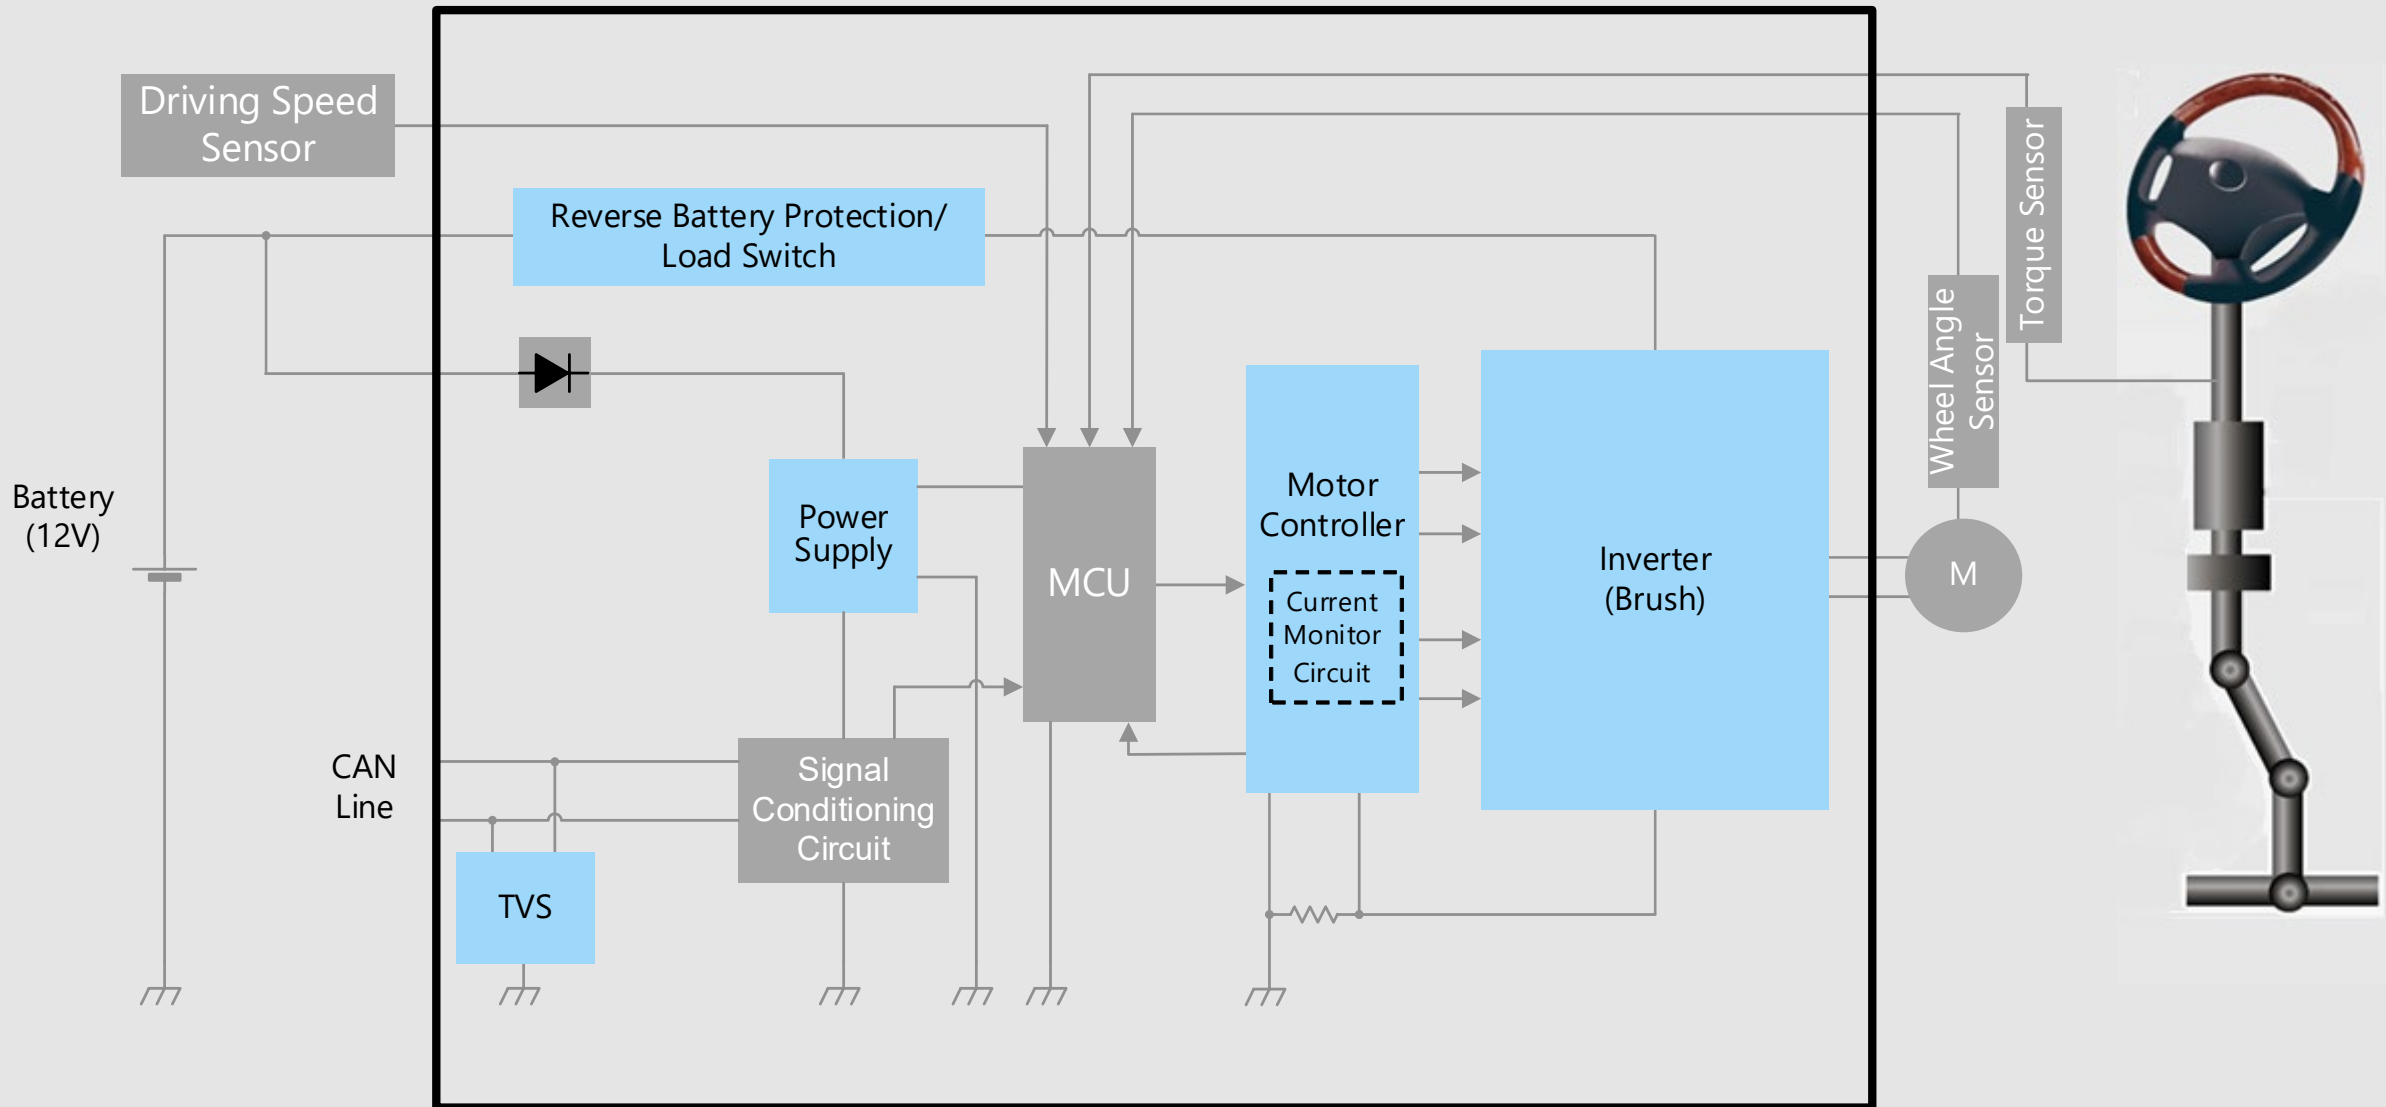 Driving Speed
Sensor
Reverse Battery Protection/
Load Switch
Torque Sensor
Wheel Angle
Sensor
Battery
(12V)
Power
Supply
MCU
Motor
Controller
Current
Monitor
Circuit
Inverter
(Brush)
M
CAN
Line
Signal
Conditioning
Circuit
TVS